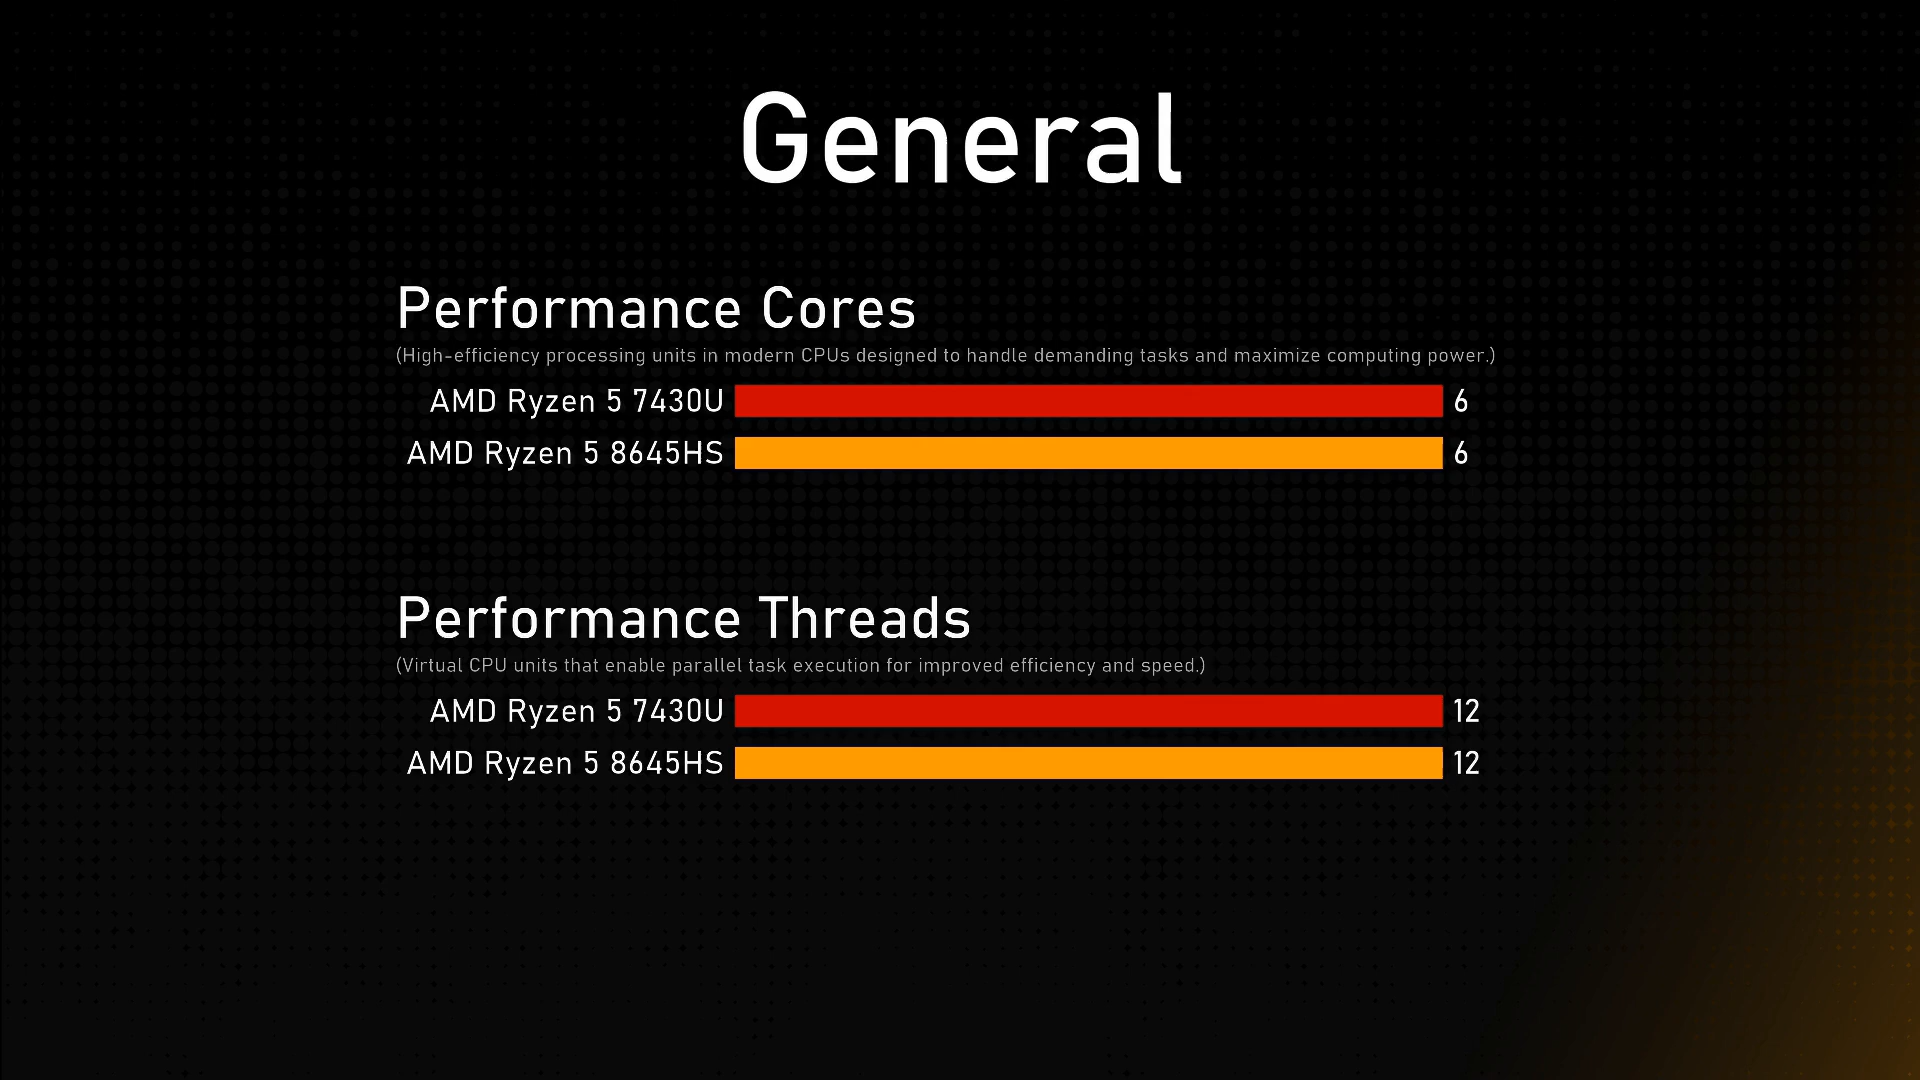 General
Performance Cores
(High-efficiency processing units in modern CPUs designed to handle demanding tasks and maximize computing power.)
AMD Ryzen 5 7430U 6
AMD Ryzen 5 8645HS 6
Performance Threads
(Virtual CPU units that enable parallel task execution for improved efficiency and speed.)
AMD Ryzen 5 7430U 12
AMD Ryzen 5 8645HS 12